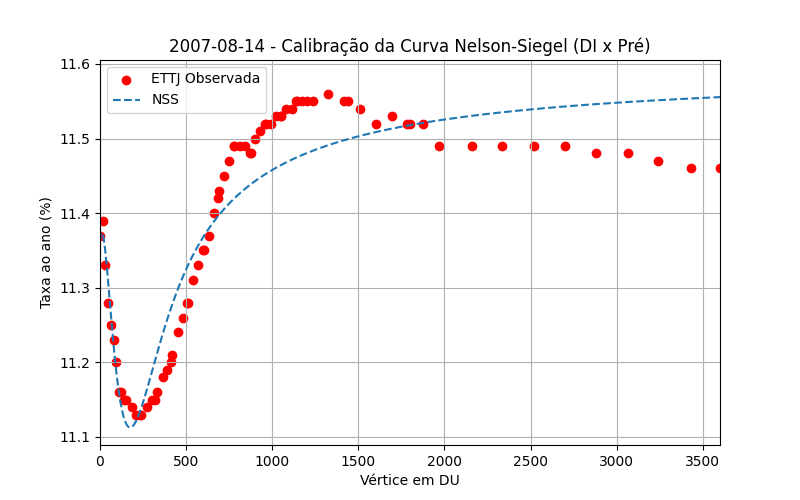 2007-08-14 - Calibração da Curva Nelson-Siegel (DI x Pré)
ETTJ Observada
NSS
Taxa ao ano (%)
11.6
11.5
11.4
11.3
11.2
11.1
0 500 1000 1500 2000 2500 3000 3500
Vértice em DU